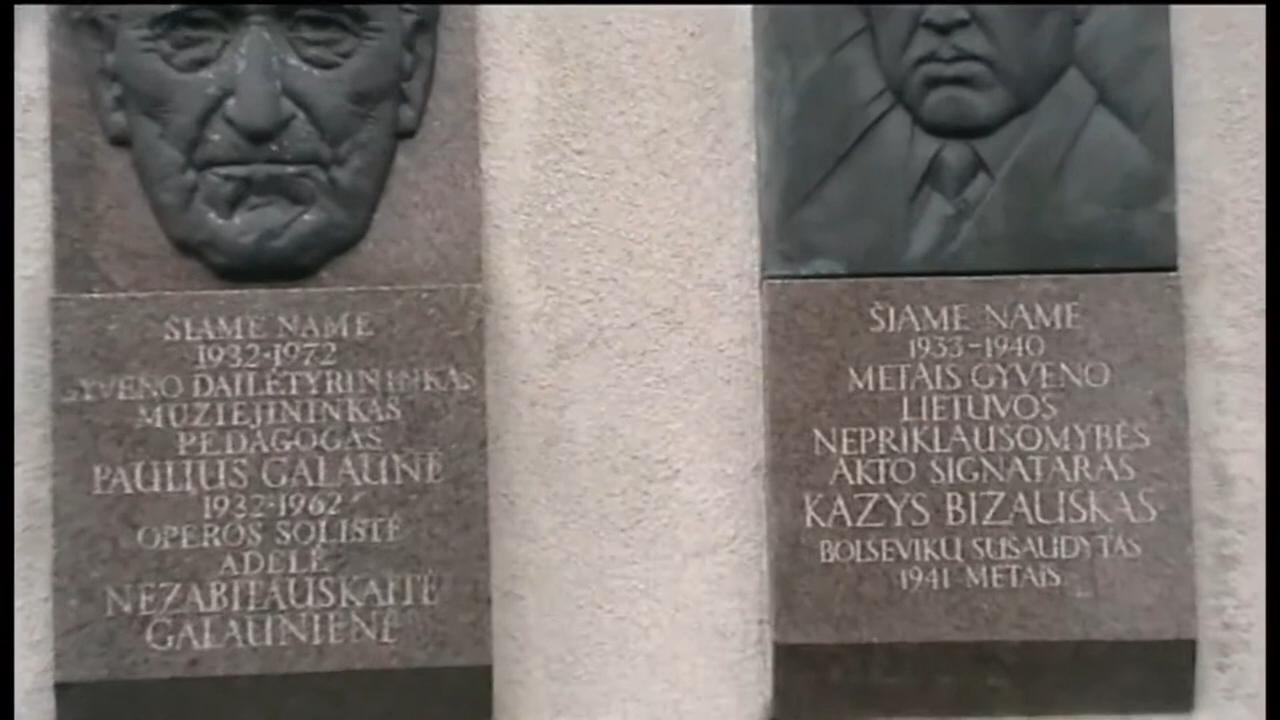 ŠIAME NAME
1932-1972
GYVENO DAILĖTYRININKAS
MUZIEJININKAS
PEDAGOGAS
PAULIUS GALAUNĖ
1932-1962
OPEROS SOLISTĖ
ADELĖ
NEZABITAUSKAITĖ
GALAUNIENĖ
ŠIAME NAME
1933-1940
METAIS GYVENO
LIETUVOS
NEPRIKLAUSOMYBĖS
AKTO SIGNATARAS
KAZYS BIZAUSKAS
BOLŠEVIKŲ SUŠAUDYTAS
1941 METAIS